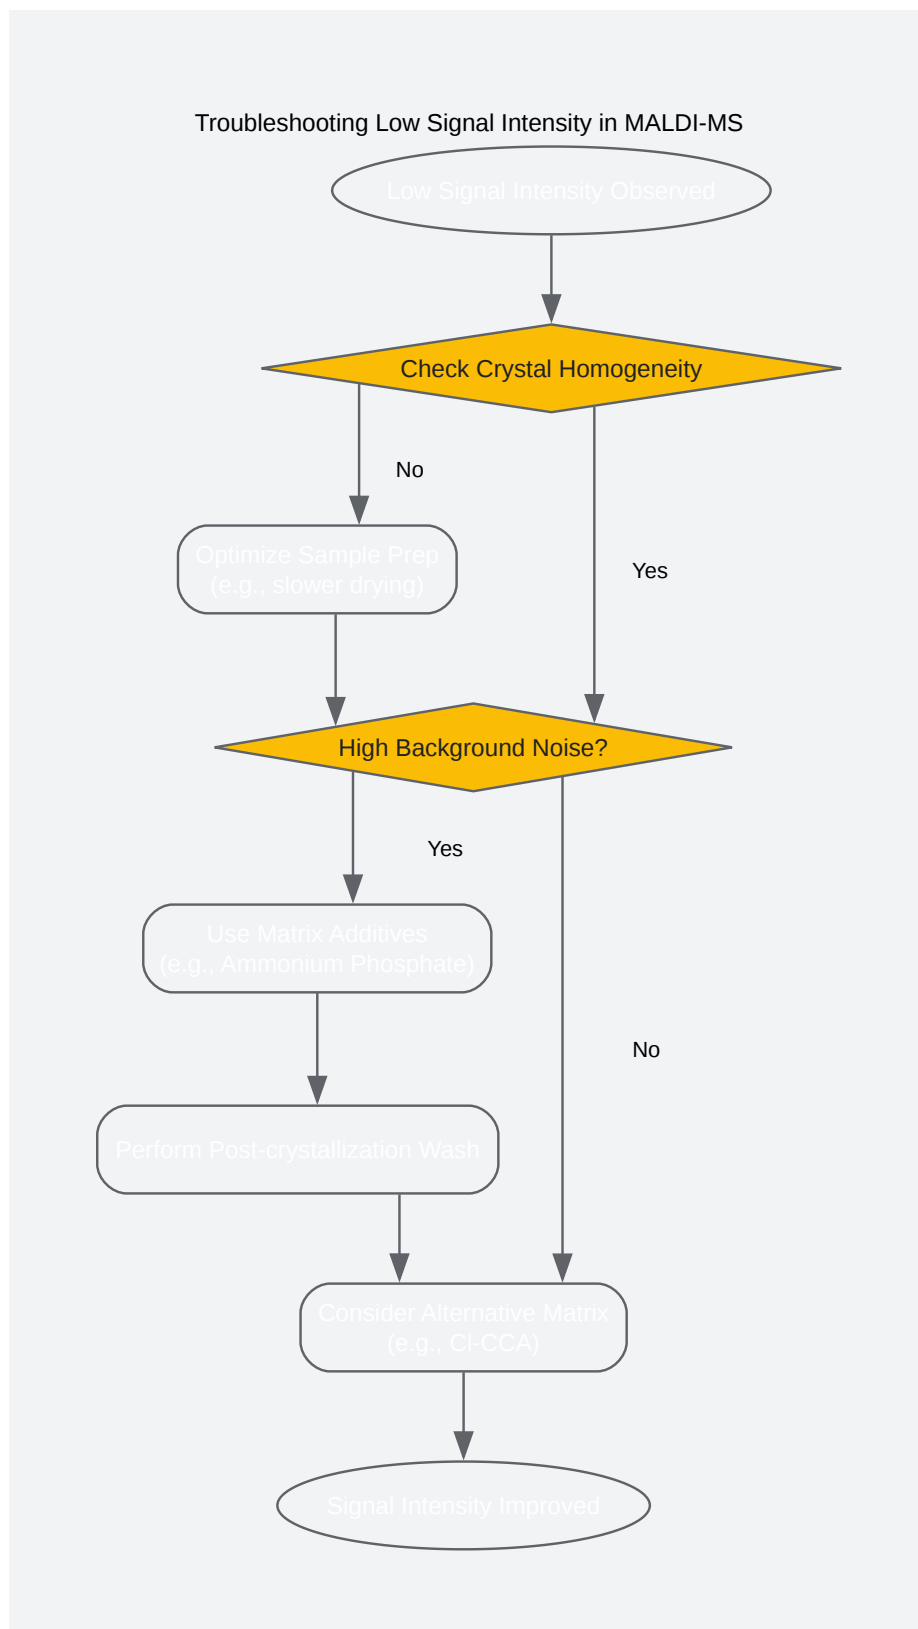 Troubleshooting Low Signal Intensity in MALDI-MS
Low Signal Intensity Observed
Check Crystal Homogeneity
No
Optimize Sample Prep
(e.g., slower drying)
Yes
High Background Noise?
Yes
Use Matrix Additives
(e.g., Ammonium Phosphate)
No
Perform Post-crystallization Wash
Consider Alternative Matrix
(e.g., Cl-CCA)
Signal Intensity Improved